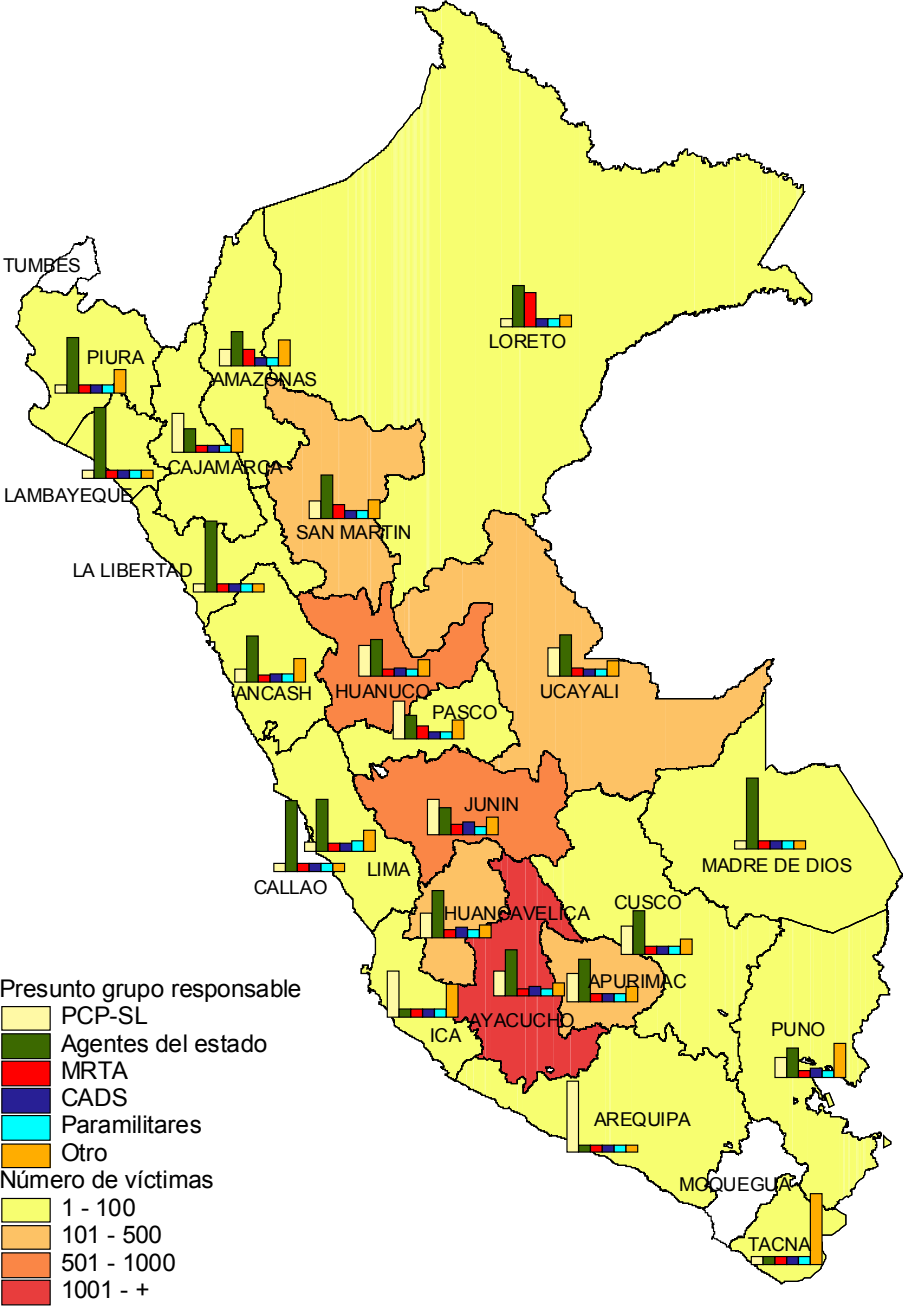 TUMBES
PIURA
LORETO
AMAZONAS
CAJAMARCA
LAMBAYEQUE
SAN MARTIN
LA LIBERTAD
ANCASH
HUANUCO
UCAYALI
PASCO
JUNIN
LIMA
MADRE DE DIOS
CALLAO
CUSCO
HUANCAVELICA
APURIMAC
AYACUCHO
ICA
PUNO
AREQUIPA
MOQUEGUA
TACNA
Presunto grupo responsable
PCP-SL
Agentes del estado
MRTA
CADS
Paramilitares
Otro
Número de víctimas
1 - 100
101 - 500
501 - 1000
1001 - +